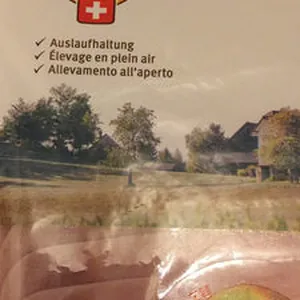 ✓ Auslaufhaltung
✓ Élevage en plein air
✓ Allevamento all'aperto